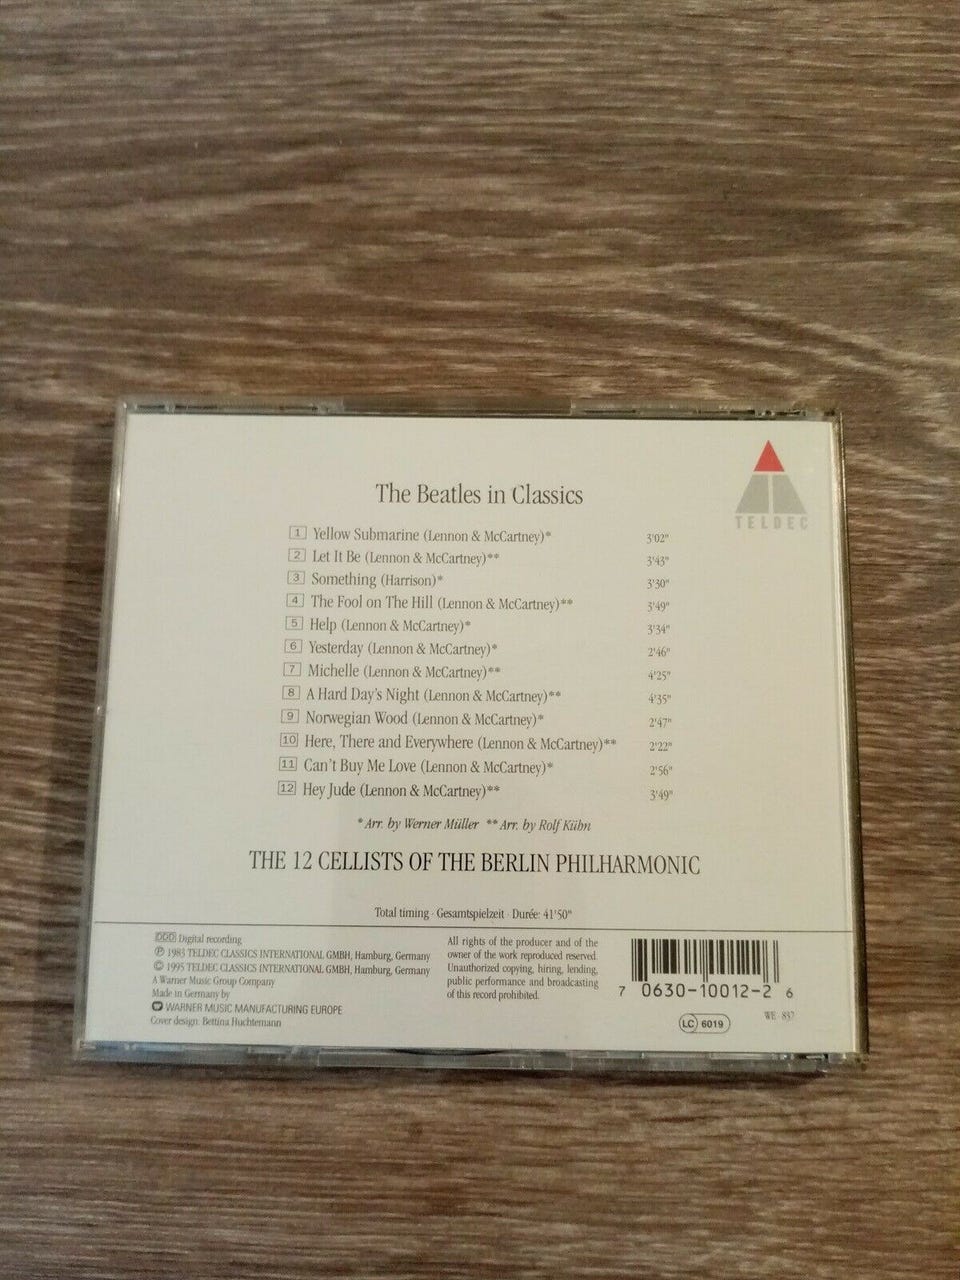 TELDEC
The Beatles in Classics
1 Yellow Submarine (Lennon & McCartney)* 3'02"
2 Let It Be (Lennon & McCartney)** 3'43"
3 Something (Harrison)* 3'30"
4 The Fool on The Hill (Lennon & McCartney)** 3'49"
5 Help (Lennon & McCartney)* 3'34"
6 Yesterday (Lennon & McCartney)* 2'46"
7 Michelle (Lennon & McCartney)** 4'25"
8 A Hard Day's Night (Lennon & McCartney)** 4'35"
9 Norwegian Wood (Lennon & McCartney)* 2'47"
10 Here, There and Everywhere (Lennon & McCartney)** 2'22"
11 Can't Buy Me Love (Lennon & McCartney)* 2'56"
12 Hey Jude (Lennon & McCartney)** 3'49"
* Arr. by Werner Müller ** Arr. by Rolf Kühn
THE 12 CELLISTS OF THE BERLIN PHILHARMONIC
Total timing · Gesamtspielzeit · Durée: 41'50"
DDD Digital recording
℗ 1983 TELDEC CLASSICS INTERNATIONAL GMBH, Hamburg, Germany
© 1995 TELDEC CLASSICS INTERNATIONAL GMBH, Hamburg, Germany
A Warner Music Group Company
Made in Germany by
WARNER MUSIC MANUFACTURING EUROPE
Cover design: Bettina Huchtemann
All rights of the producer and of the
owner of the work reproduced reserved.
Unauthorized copying, hiring, lending,
public performance and broadcasting
of this record prohibited.
7 0630-10012-2 6
LC 6019
WE 837